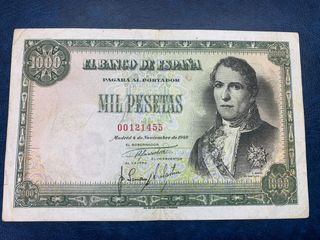 1000
EL BANCO DE ESPAÑA
PAGARÁ AL PORTADOR
MIL PESETAS
00121455
Madrid 4 de Noviembre de 1949
EL GOBERNADOR
EL INTERVENTOR
EL CAJERO
1000
1000